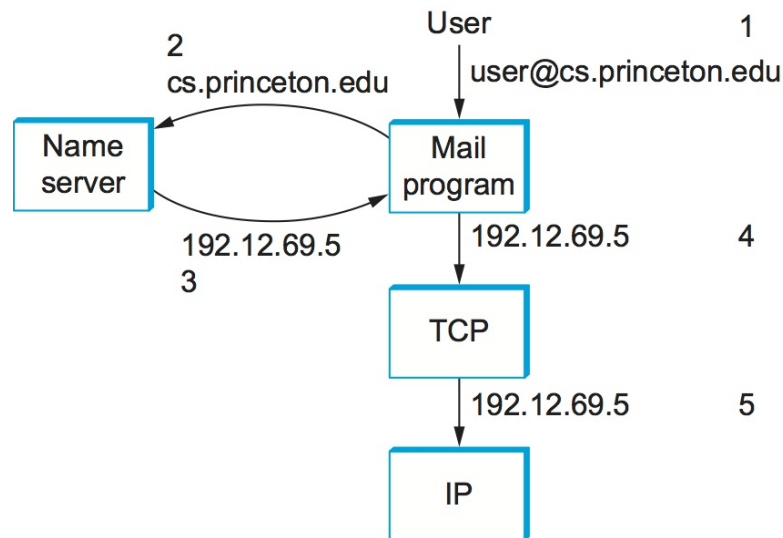 User
1
2
user@cs.princeton.edu
cs.princeton.edu
Name
server
Mail
program
192.12.69.5
3
192.12.69.5
4
TCP
192.12.69.5
5
IP